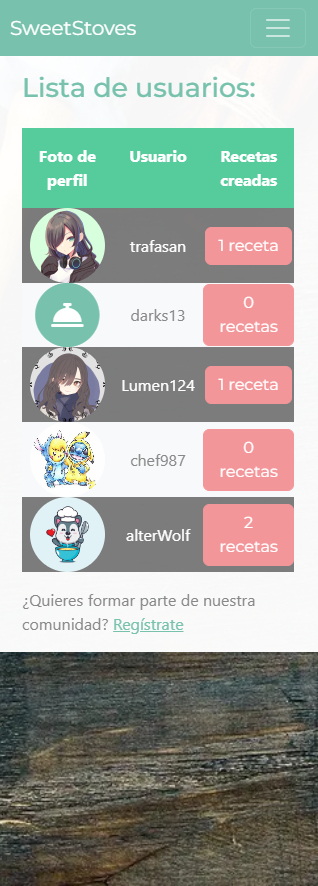 SweetStoves
Lista de usuarios:
Foto de perfil Usuario Recetas creadas
trafasan 1 receta
darks13 0 recetas
Lumen124 1 receta
chef987 0 recetas
alterWolf 2 recetas
¿Quieres formar parte de nuestra
comunidad? Regístrate